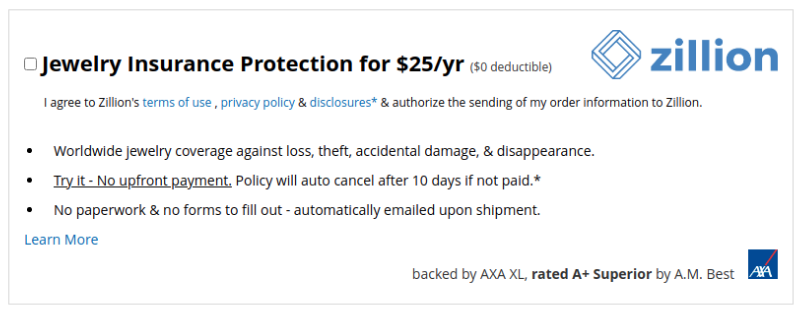 zillion
Jewelry Insurance Protection for $25/yr ($0 deductible)
I agree to Zillion's terms of use , privacy policy & disclosures* & authorize the sending of my order information to Zillion.
• Worldwide jewelry coverage against loss, theft, accidental damage, & disappearance.
• Try it - No upfront payment. Policy will auto cancel after 10 days if not paid.*
• No paperwork & no forms to fill out - automatically emailed upon shipment.
Learn More
backed by AXA XL, rated A+ Superior by A.M. Best
AXA